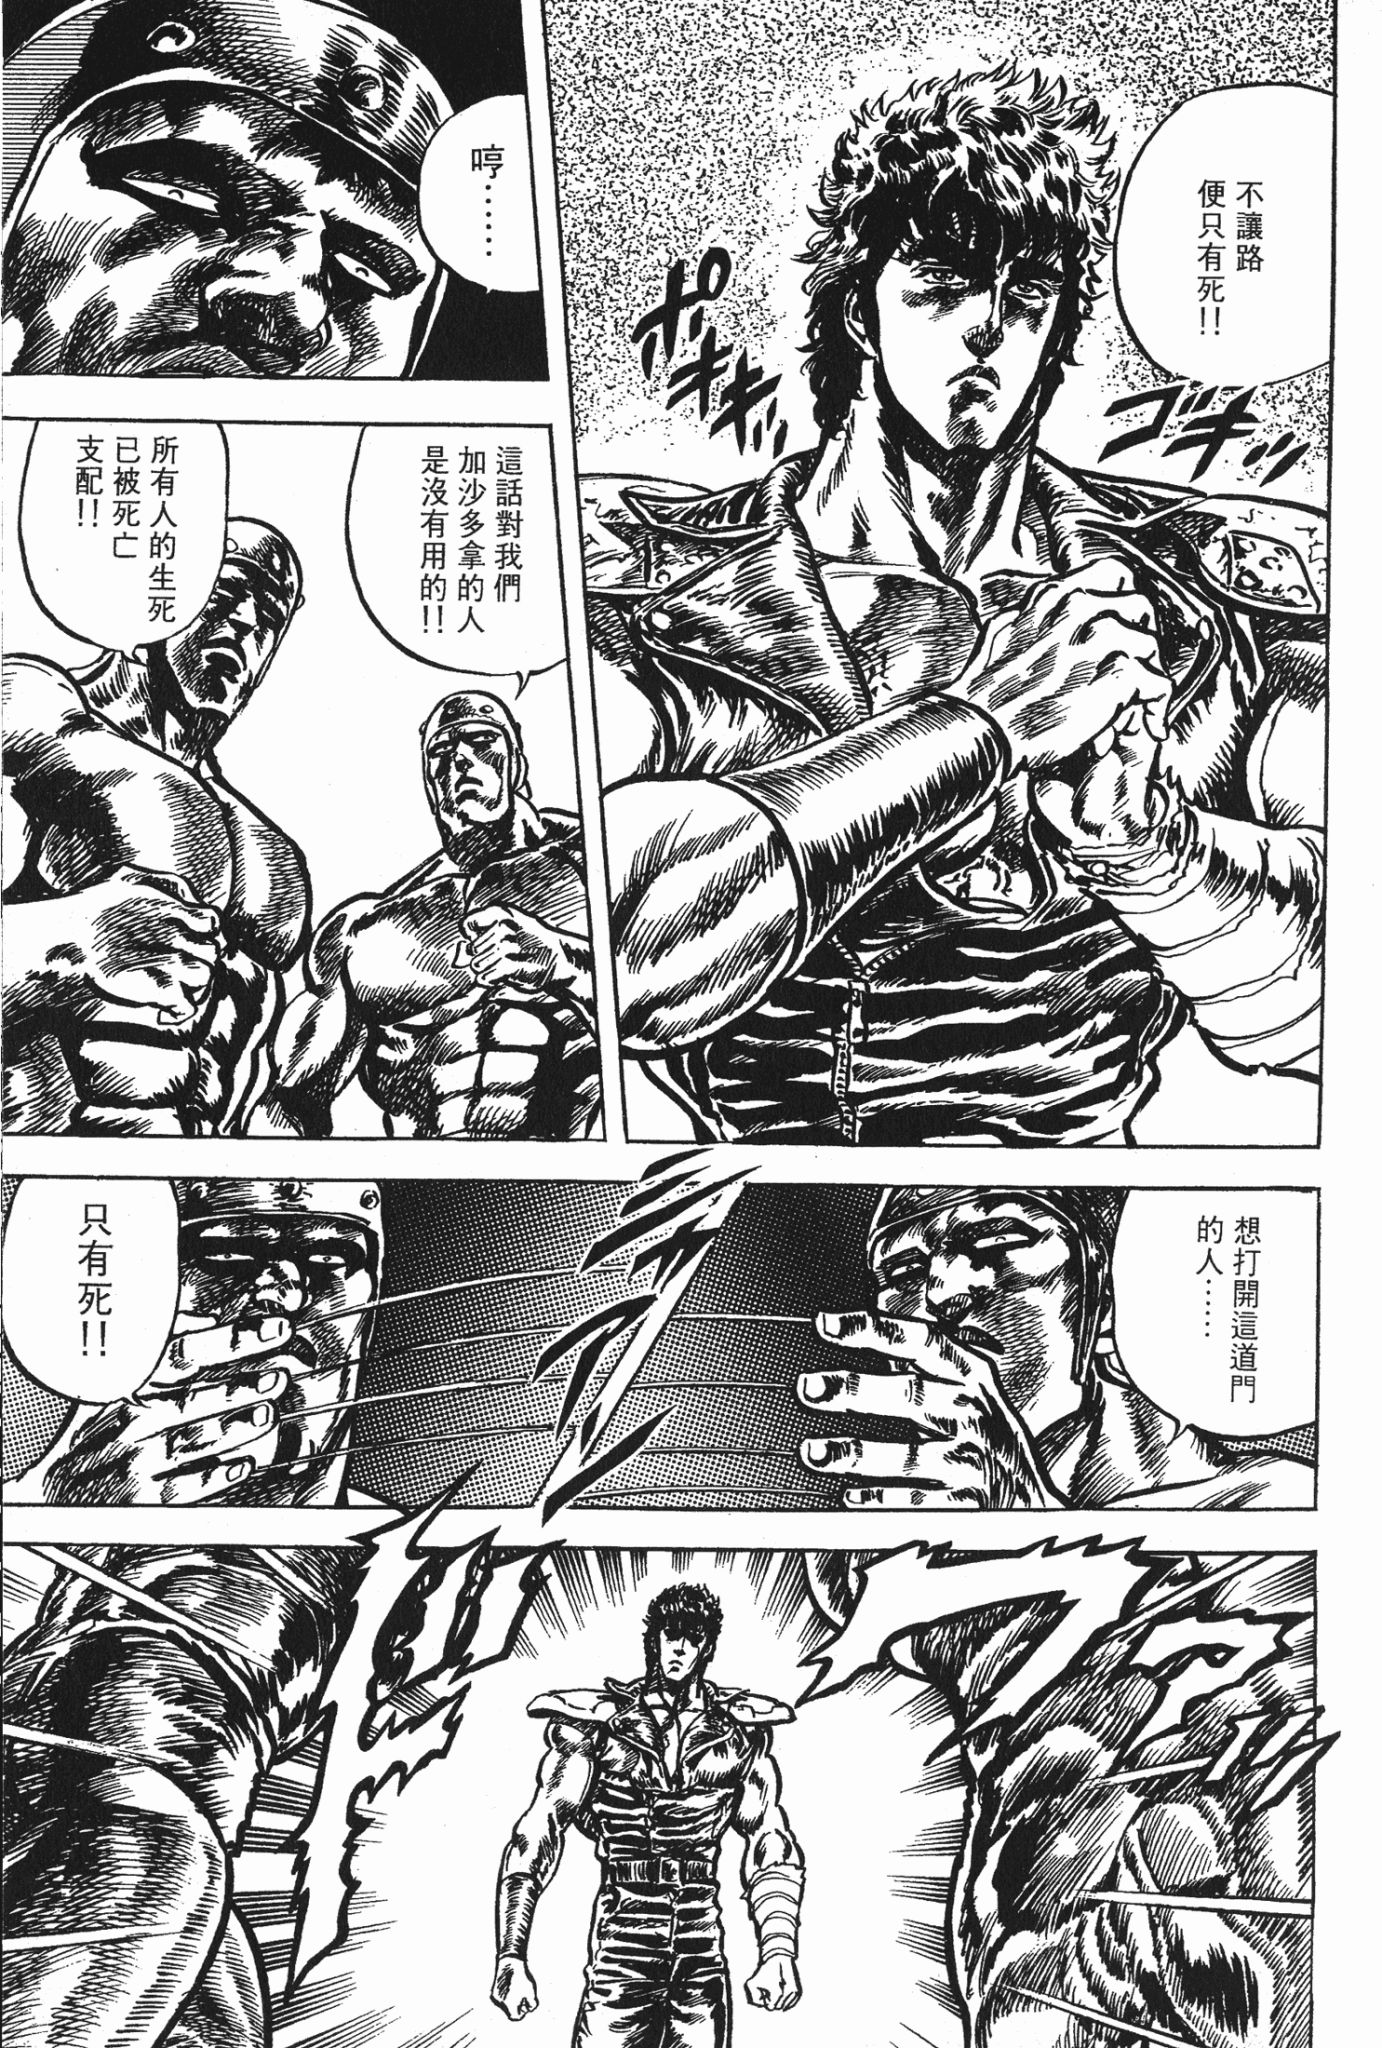 不讓路
便只有死!!
ポキキッ
ゴキッ
哼……
這話對我們
加沙多拿的人
是沒有用的!!
所有人的生死
已被死亡
支配!!
想打開這道門
的人……
只有死!!